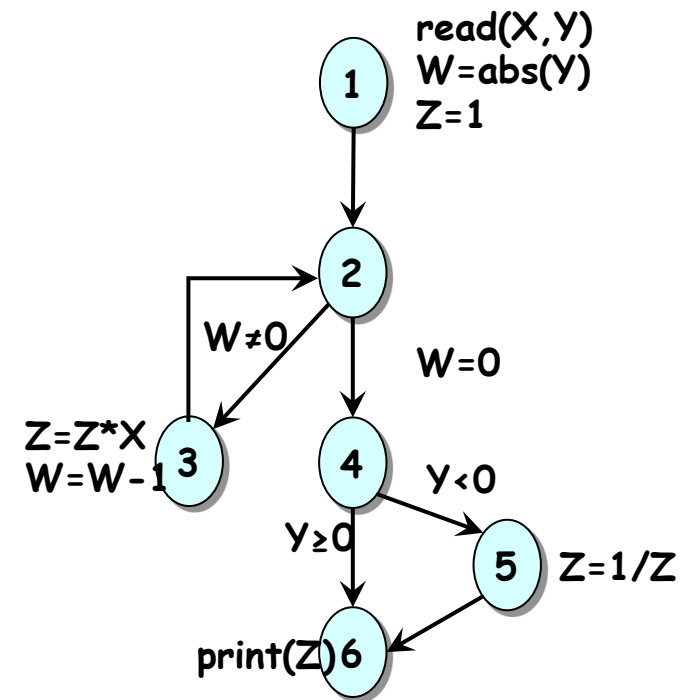 read(X,Y)
1
W=abs(Y)
Z=1
2
W≠0
W=0
Z=Z*X
3
W=W-1
4
Y<0
Y≥0
5
Z=1/Z
print(Z)
6